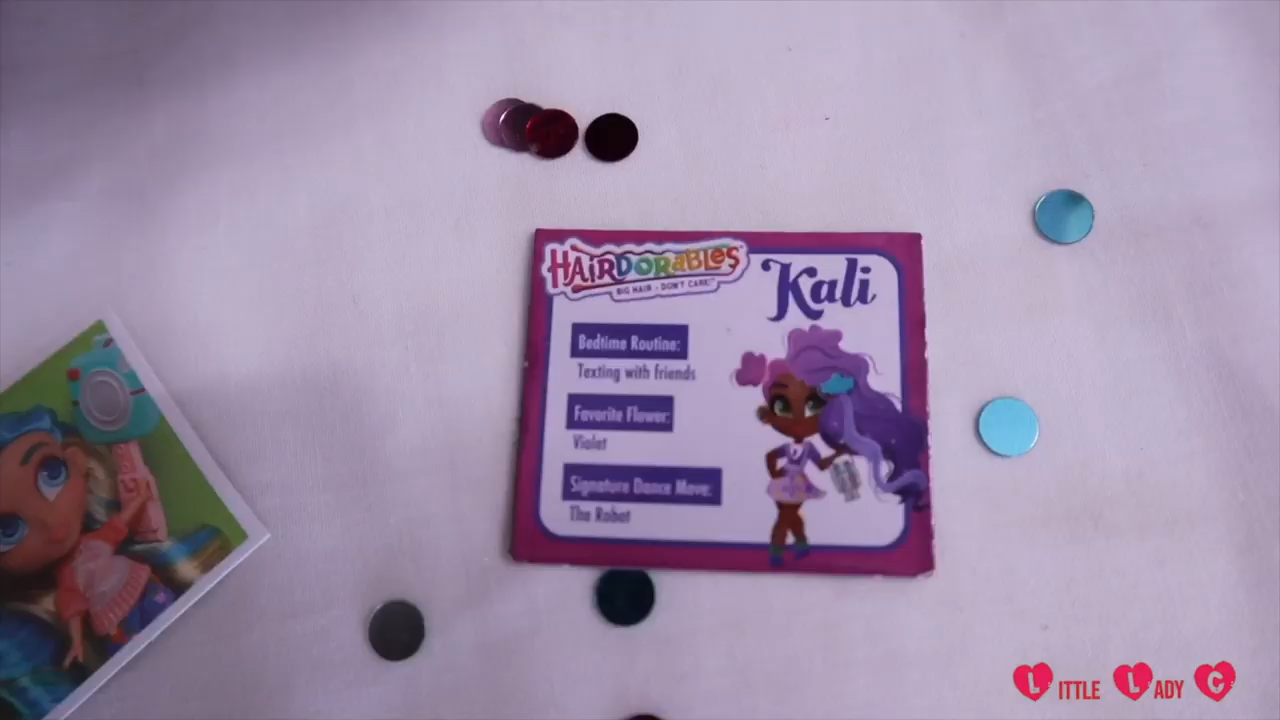 HAIRDORABLES
BIG HAIR - DON'T CARE!™
Kali
Bedtime Routine:
Texting with friends
Favorite Flower:
Violet
Signature Dance Move:
The Robot
LITTLE LADY C